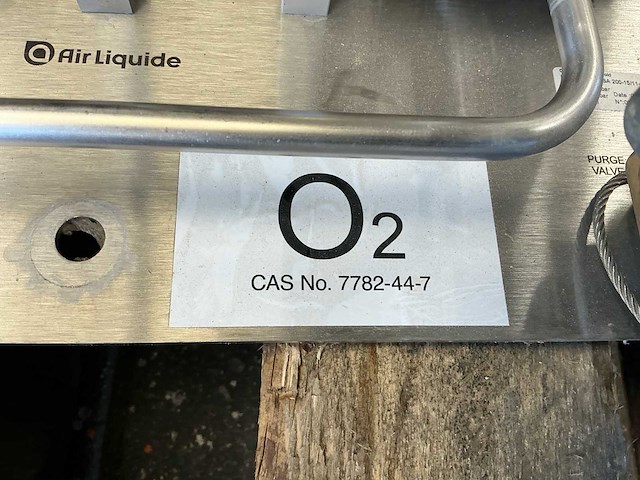 Air Liquide
PURGE
VALVE
O2
CAS No. 7782-44-7